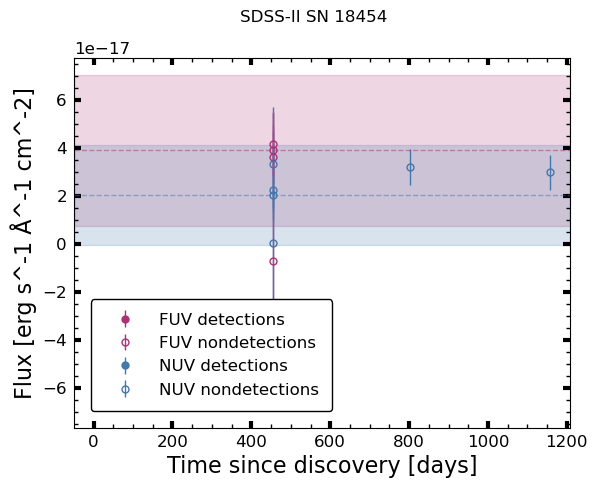 SDSS-II SN 18454
1e−17
6
4
2
0
−2
−4
−6
Flux [erg s^-1 Å^-1 cm^-2]
FUV detections
FUV nondetections
NUV detections
NUV nondetections
0 200 400 600 800 1000 1200
Time since discovery [days]